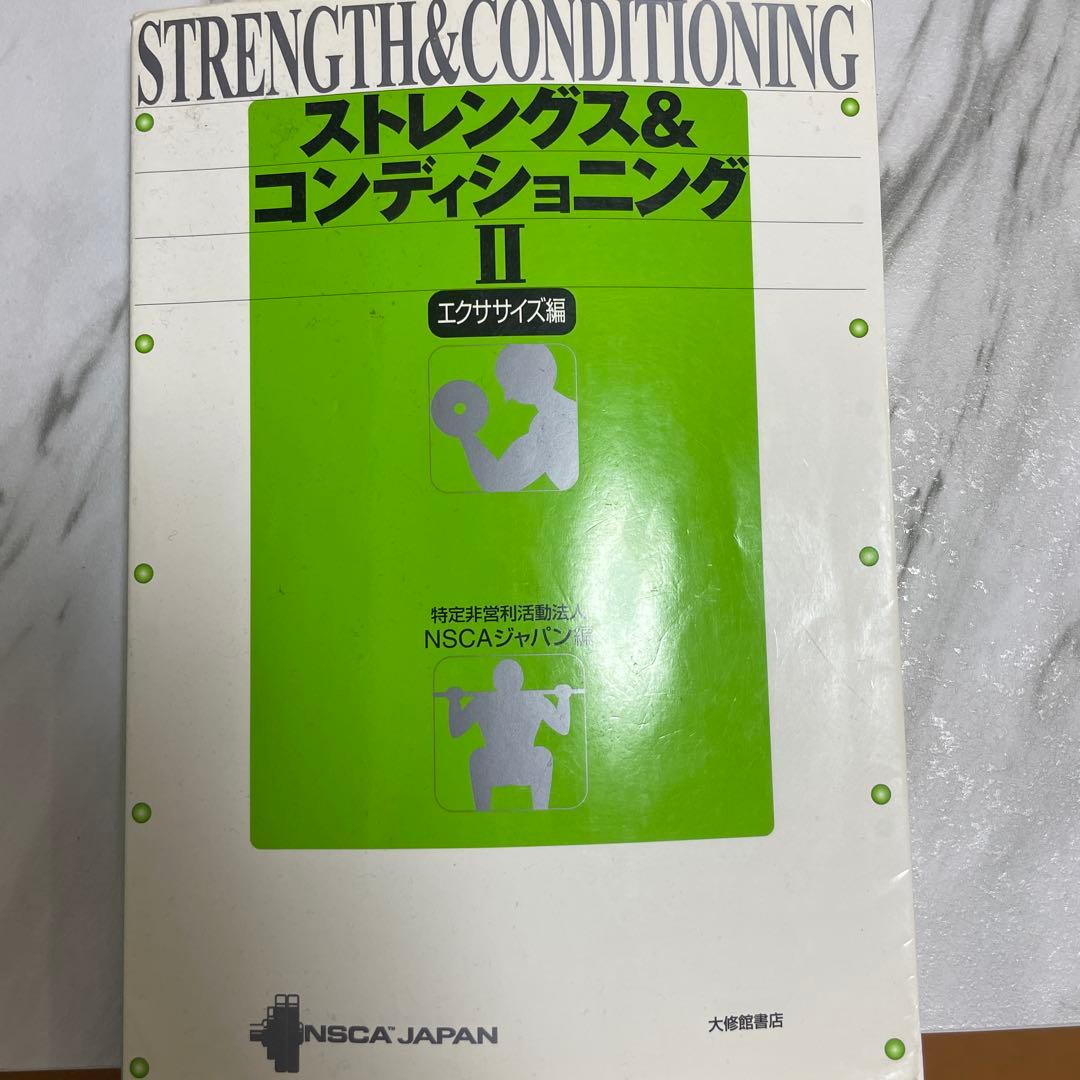 STRENGTH&CONDITIONING
ストレングス&
コンディショニング
II
エクササイズ編
特定非営利活動法人
NSCAジャパン編
NSCA™ JAPAN
大修館書店